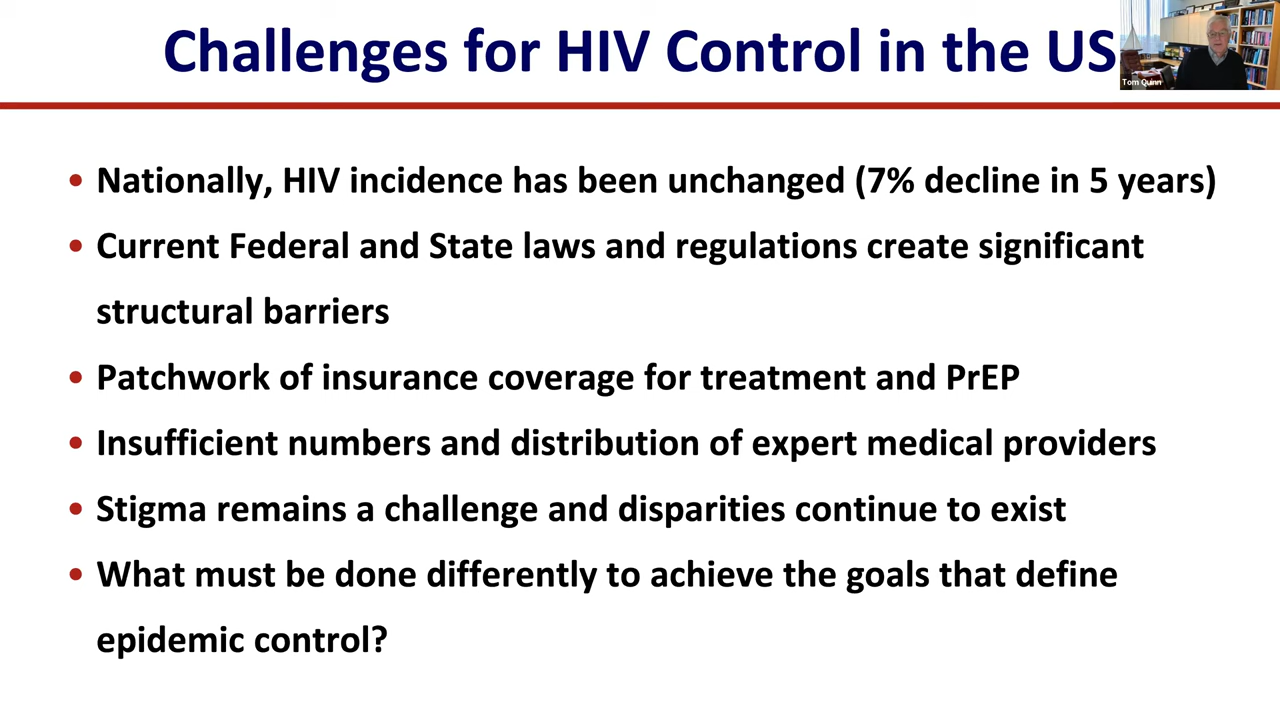 Challenges for HIV Control in the US
Tom Quinn
• Nationally, HIV incidence has been unchanged (7% decline in 5 years)
• Current Federal and State laws and regulations create significant
structural barriers
• Patchwork of insurance coverage for treatment and PrEP
• Insufficient numbers and distribution of expert medical providers
• Stigma remains a challenge and disparities continue to exist
• What must be done differently to achieve the goals that define
epidemic control?